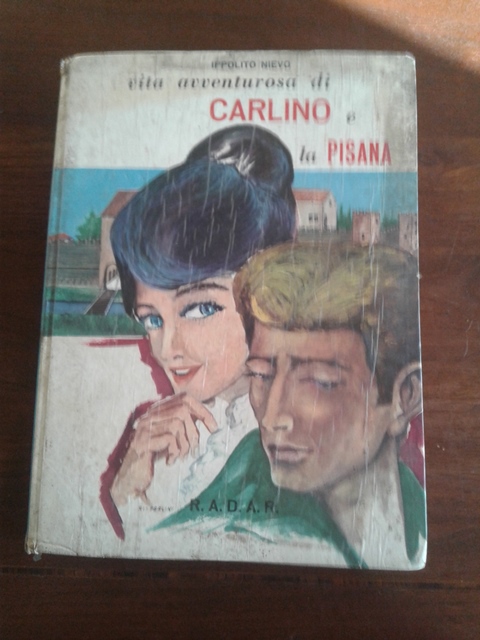 IPPOLITO NIEVO
vita avventurosa di
CARLINO e
la PISANA
R.A.D.A.R.